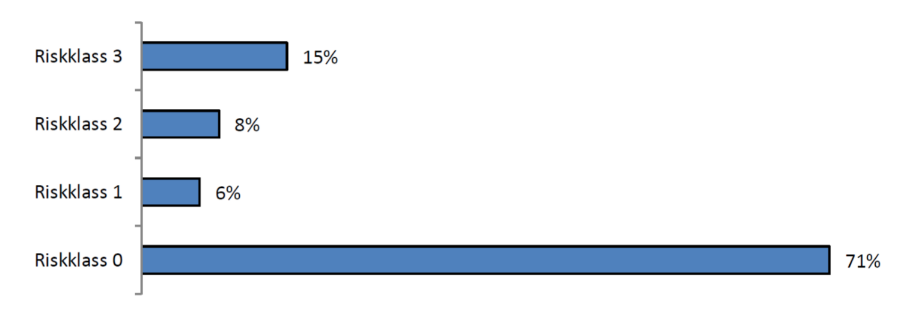 Riskklass 3 15%
Riskklass 2 8%
Riskklass 1 6%
Riskklass 0 71%